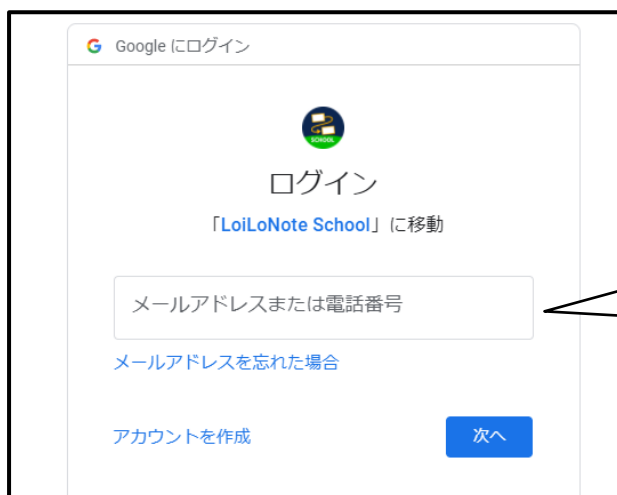 G Google にログイン
SCHOOL
ログイン
「LoiLoNote School」に移動
メールアドレスまたは電話番号
メールアドレスを忘れた場合
アカウントを作成
次へ